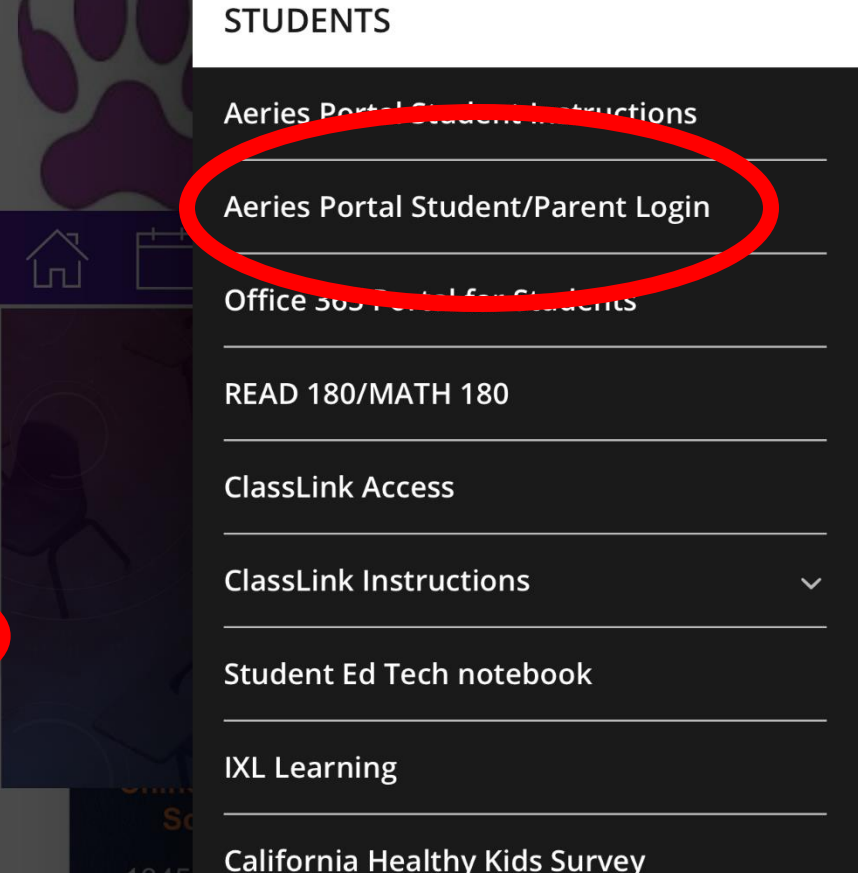 STUDENTS
Aeries Portal Student Instructions
Aeries Portal Student/Parent Login
Office 365 Portal for Students
READ 180/MATH 180
ClassLink Access
ClassLink Instructions
Student Ed Tech notebook
IXL Learning
California Healthy Kids Survey